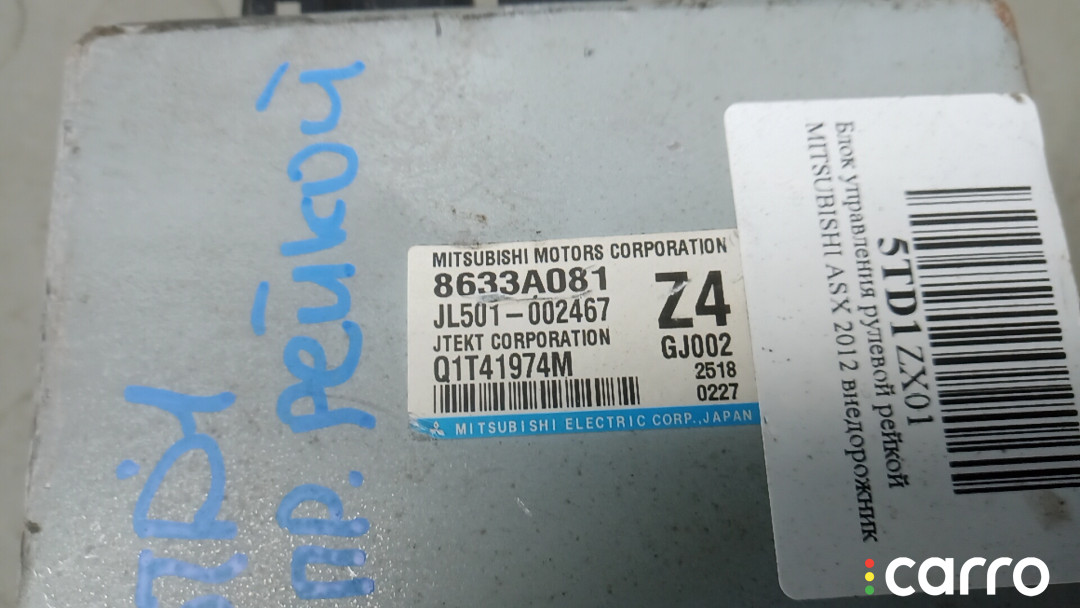 пр. рейкой
MITSUBISHI MOTORS CORPORATION
8633A081
JL501-002467
Z4
JTEKT CORPORATION
GJ002
Q1T41974M
2518
0227
MITSUBISHI ELECTRIC CORP.,JAPAN
5TD1ZX01
Блок управления рулевой рейкой
MITSUBISHI ASX 2012 внедорожник
carro